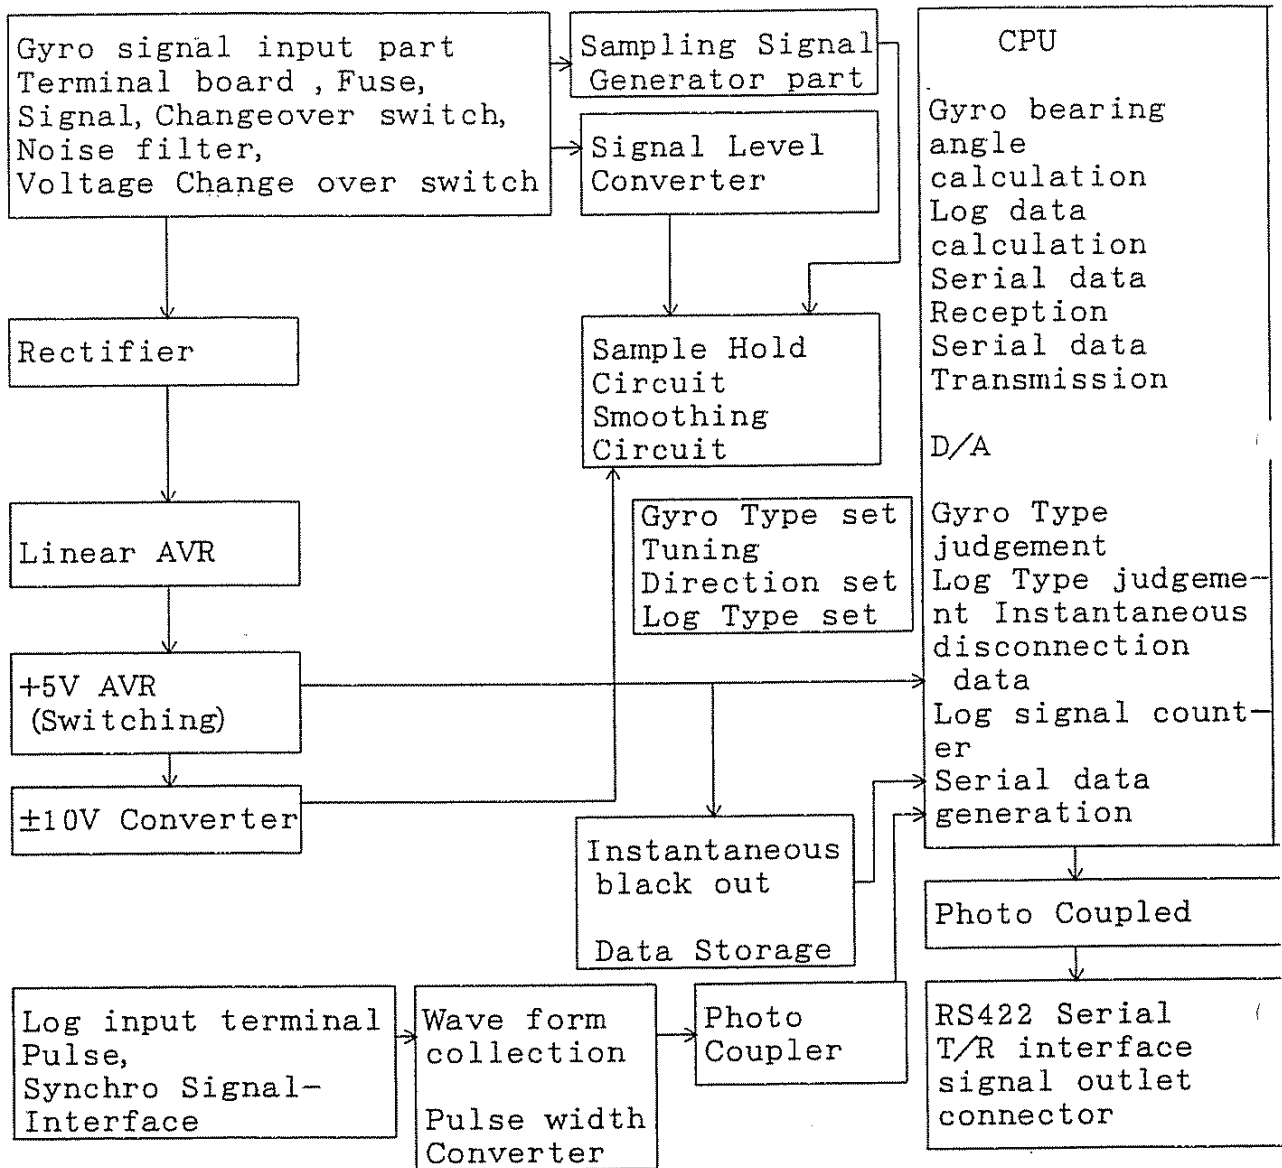 Gyro signal input part
Terminal board , Fuse,
Signal, Changeover switch,
Noise filter,
Voltage Change over switch
Sampling Signal
Generator part
Signal Level
Converter
CPU
Gyro bearing
angle
calculation
Log data
calculation
Serial data
Reception
Serial data
Transmission
D/A
Gyro Type
judgement
Log Type judgeme-
nt Instantaneous
disconnection
data
Log signal count-
er
Serial data
generation
Rectifier
Sample Hold
Circuit
Smoothing
Circuit
Linear AVR
Gyro Type set
Tuning
Direction set
Log Type set
+5V AVR
(Switching)
±10V Converter
Instantaneous
black out
Data Storage
Photo Coupled
Log input terminal
Pulse,
Synchro Signal-
Interface
Wave form
collection
Pulse width
Converter
Photo
Coupler
RS422 Serial
T/R interface
signal outlet
connector